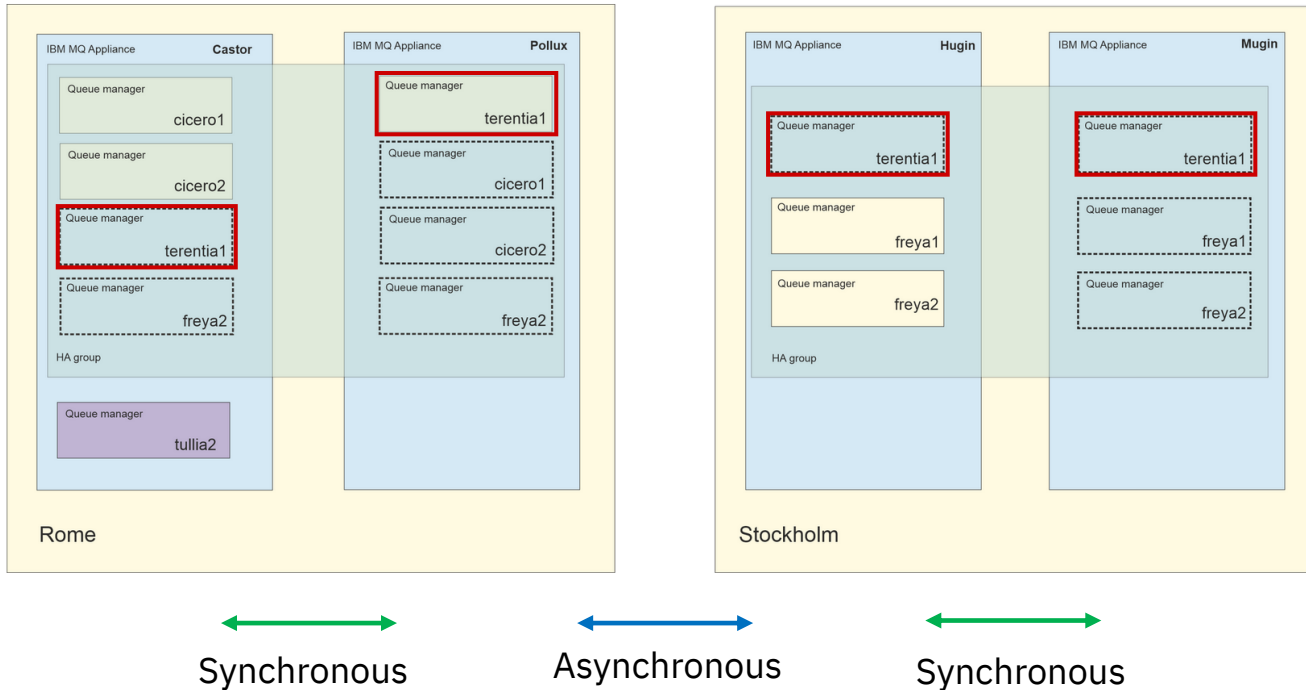 IBM MQ Appliance Castor
Queue manager
cicero1
Queue manager
cicero2
Queue manager
terentia1
Queue manager
freya2
HA group
Queue manager
tullia2
IBM MQ Appliance Pollux
Queue manager
terentia1
Queue manager
cicero1
Queue manager
cicero2
Queue manager
freya2
Rome
IBM MQ Appliance Hugin
Queue manager
terentia1
Queue manager
freya1
Queue manager
freya2
HA group
IBM MQ Appliance Mugin
Queue manager
terentia1
Queue manager
freya1
Queue manager
freya2
Stockholm
Synchronous
Asynchronous
Synchronous